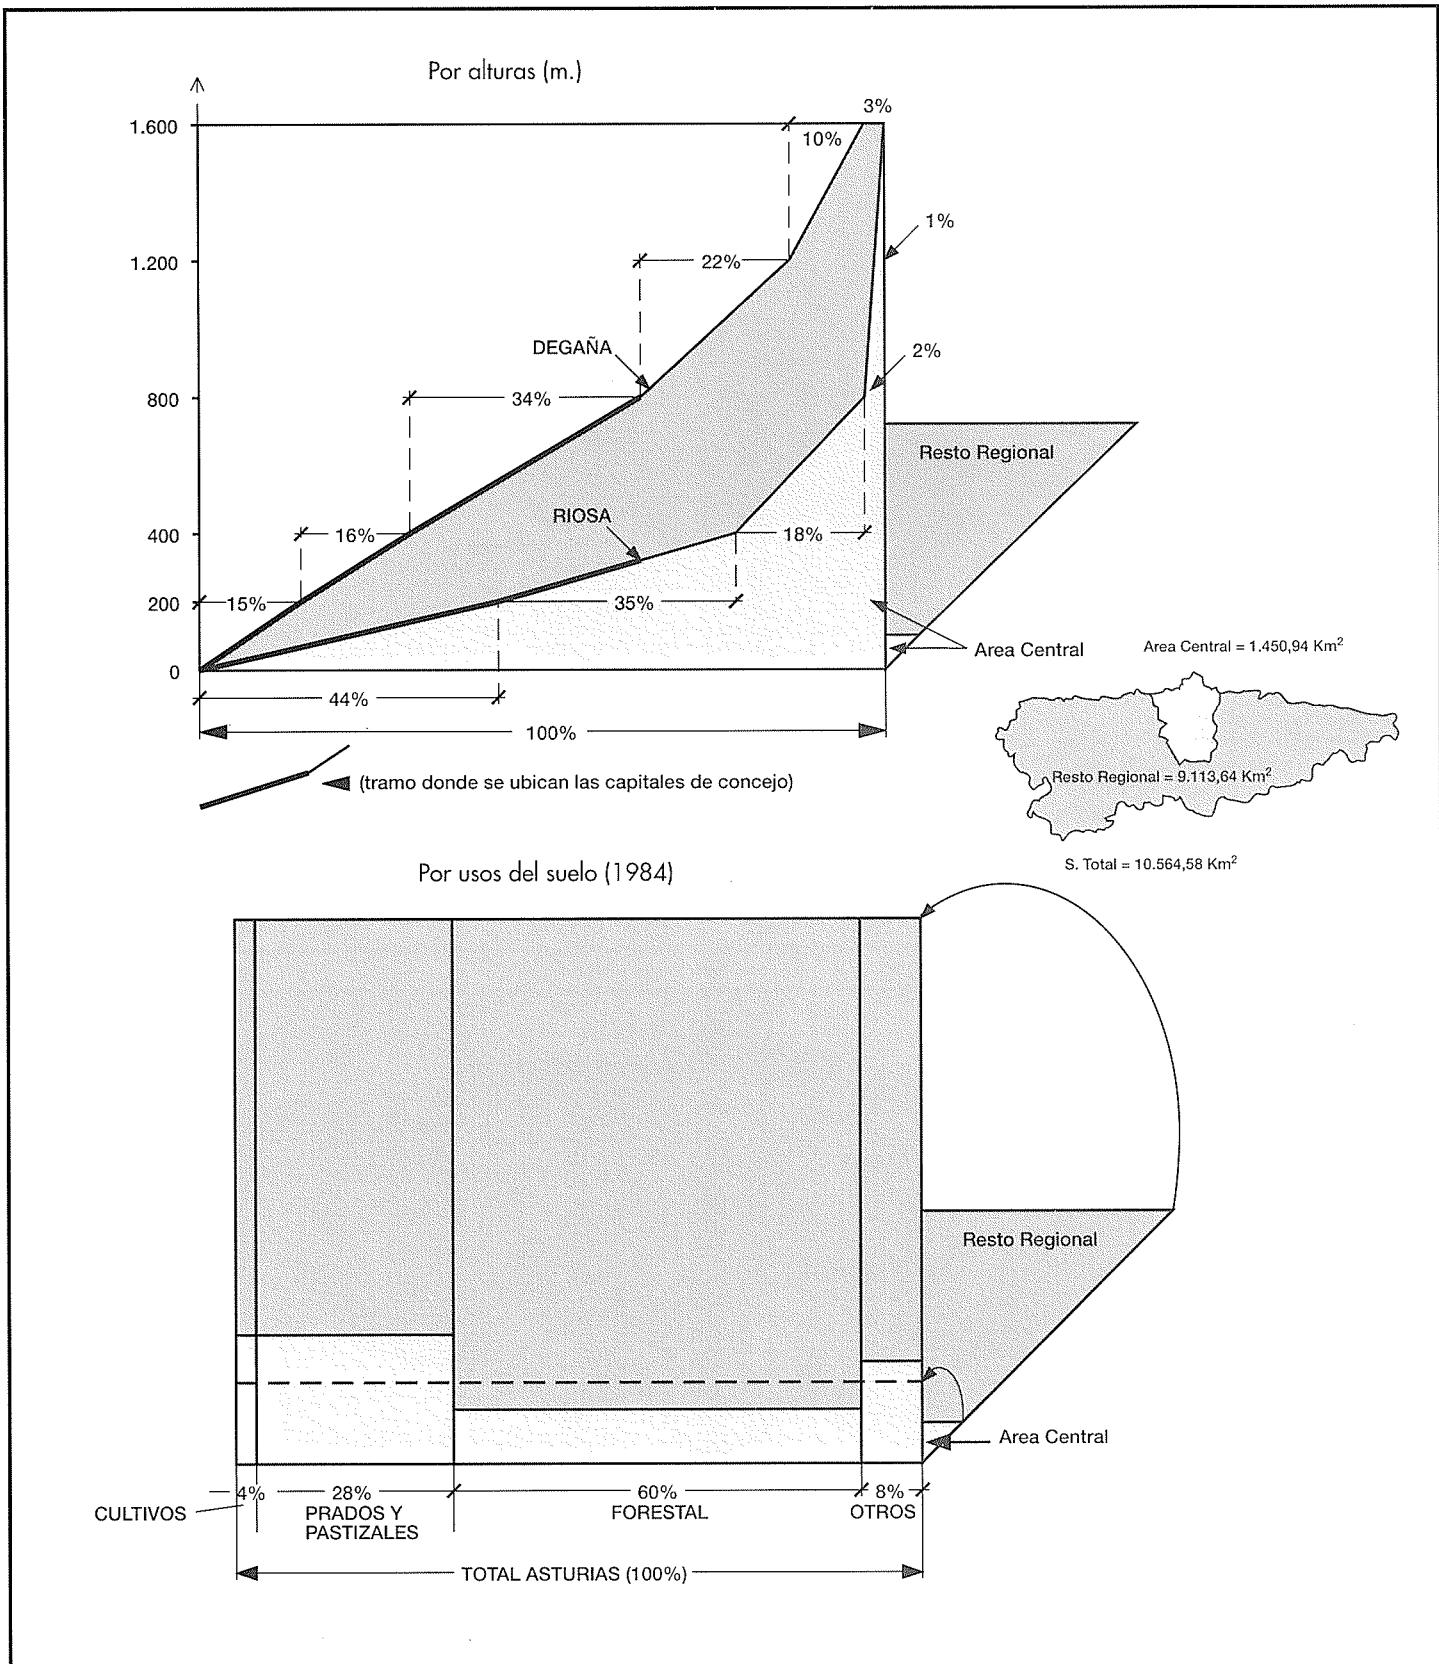 Por alturas (m.)
3%
1.600
10%
1%
1.200
22%
DEGAÑA
2%
800
34%
Resto Regional
RIOSA
400
16%
18%
200
15%
35%
Area Central
Area Central = 1.450,94 Km²
0
44%
100%
Resto Regional = 9.113,64 Km²
(tramo donde se ubican las capitales de concejo)
S. Total = 10.564,58 Km²
Por usos del suelo (1984)
Resto Regional
Area Central
4%
28%
60%
8%
CULTIVOS
PRADOS Y
PASTIZALES
FORESTAL
OTROS
TOTAL ASTURIAS (100%)